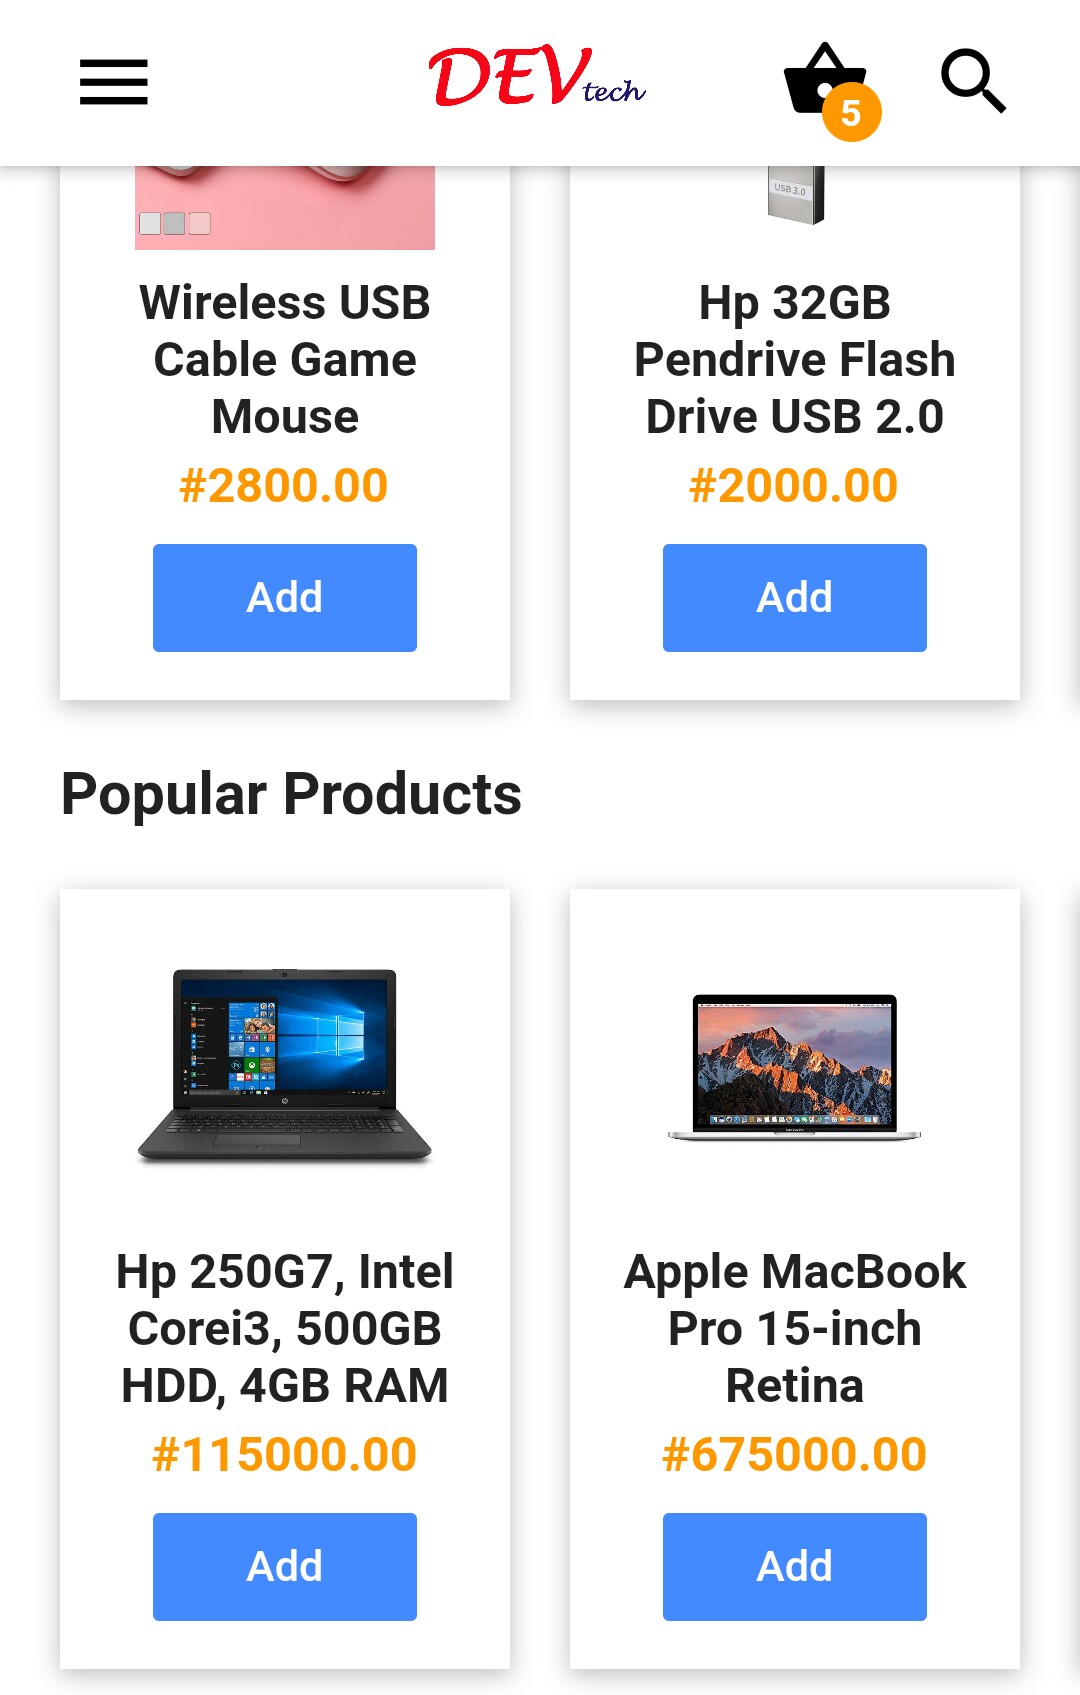 DEVtech
5
USB 3.0
Wireless USB
Cable Game
Mouse
#2800.00
Add
Hp 32GB
Pendrive Flash
Drive USB 2.0
#2000.00
Add
Popular Products
Hp 250G7, Intel
Corei3, 500GB
HDD, 4GB RAM
#115000.00
Add
Apple MacBook
Pro 15-inch
Retina
#675000.00
Add